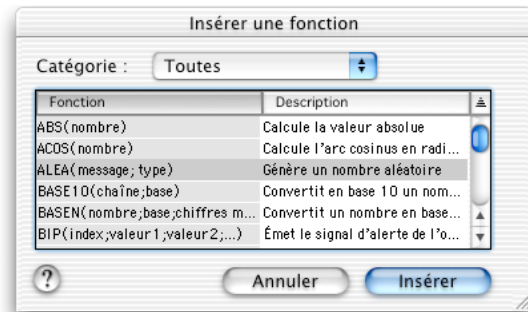 Insérer une fonction
Catégorie : Toutes
Fonction Description
ABS(nombre) Calcule la valeur absolue
ACOS(nombre) Calcule l'arc cosinus en radi...
ALEA(message; type) Génère un nombre aléatoire
BASE10(chaîne;base) Convertit en base 10 un nom...
BASEN(nombre;base;chiffres m... Convertit un nombre en base...
BIP(index;valeur1;valeur2;...) Émet le signal d'alerte de l'o...
? Annuler Insérer